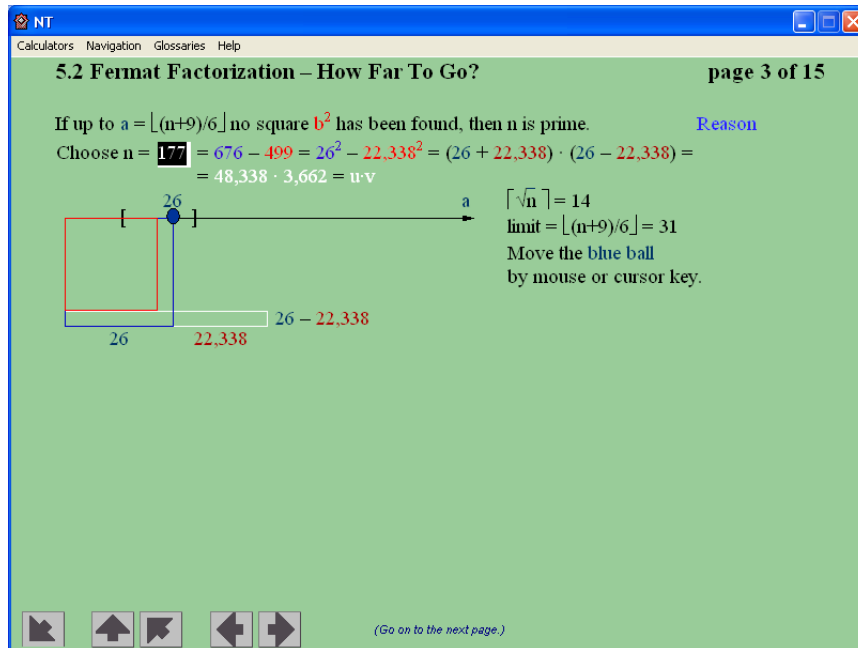 NT
Calculators Navigation Glossaries Help
5.2 Fermat Factorization – How Far To Go? page 3 of 15
If up to a = ⌊(n+9)/6⌋ no square b² has been found, then n is prime. Reason
Choose n = 177 = 676 – 499 = 26² – 22,338² = (26 + 22,338) · (26 – 22,338) =
= 48,338 · 3,662 = u·v
26 a ⌈√n⌉ = 14
[ ] limit = ⌊(n+9)/6⌋ = 31
Move the blue ball
by mouse or cursor key.
26 – 22,338
26 22,338
(Go on to the next page.)